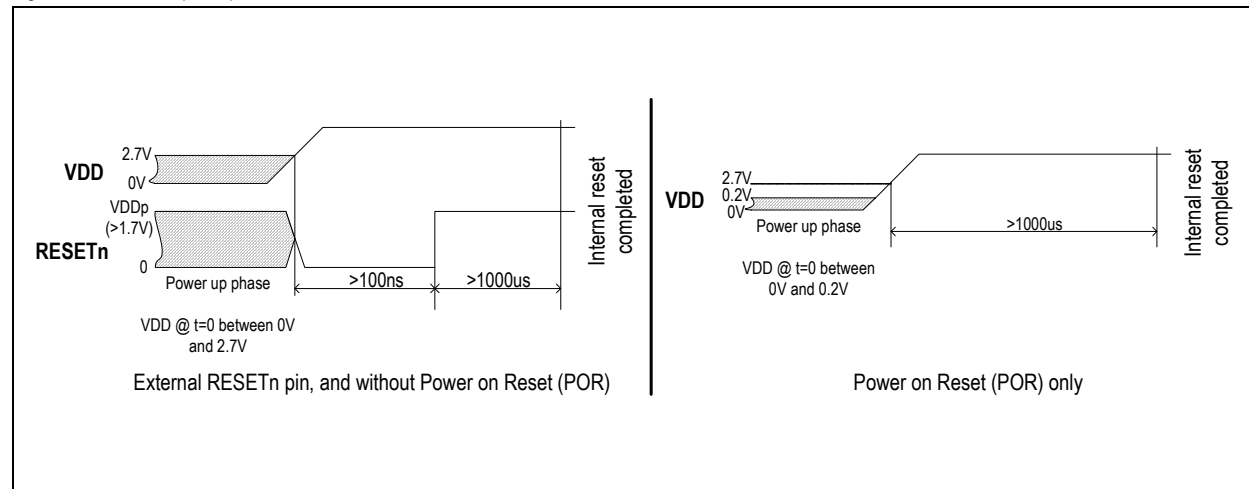 VDD
2.7V
0V
VDDp
(>1.7V)
RESETn
0
Power up phase
>100ns
>1000us
VDD @ t=0 between 0V
and 2.7V
Internal reset
completed
External RESETn pin, and without Power on Reset (POR)
VDD
2.7V
0.2V
0V
Power up phase
>1000us
VDD @ t=0 between
0V and 0.2V
Internal reset
completed
Power on Reset (POR) only